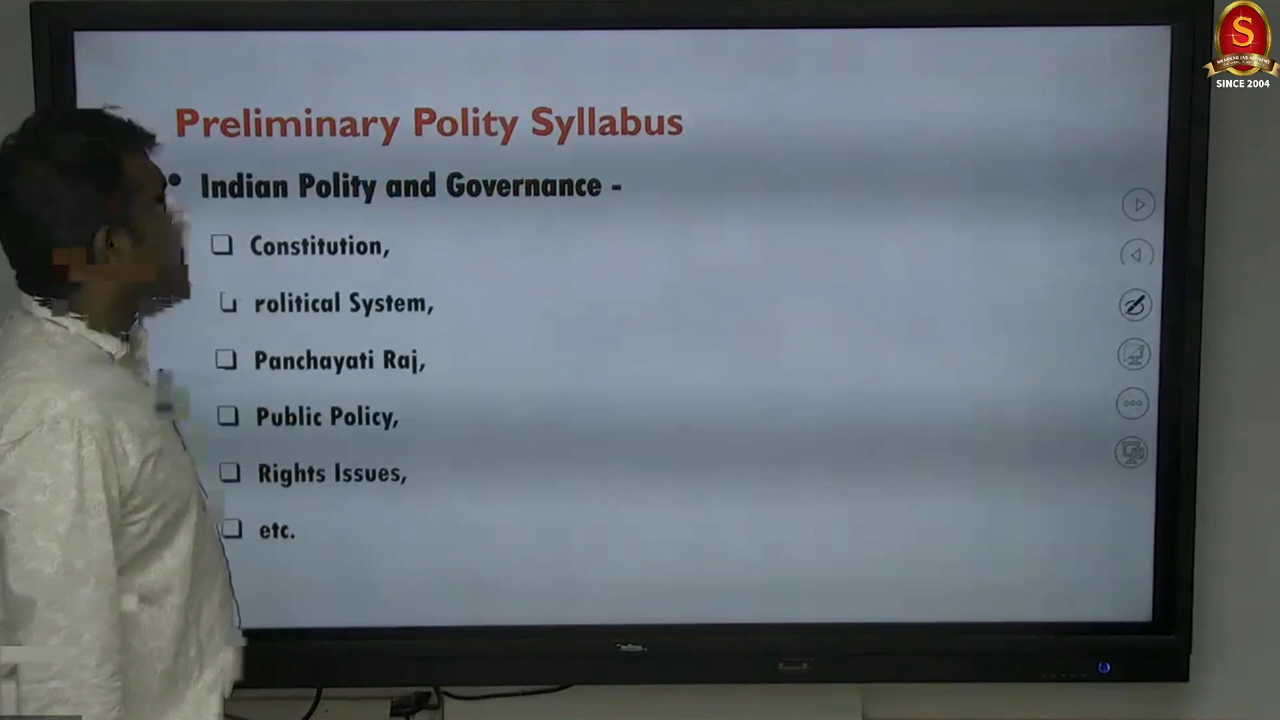 S
SINCE 2004
Preliminary Polity Syllabus
Indian Polity and Governance -
Constitution,
rolitical System,
Panchayati Raj,
Public Policy,
Rights Issues,
etc.